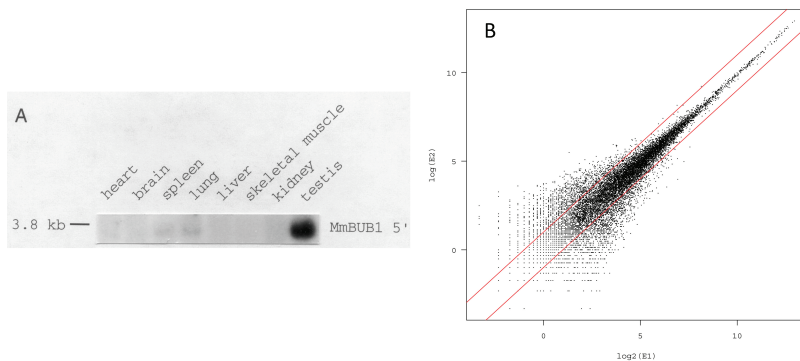 A
heart
brain
spleen
lung
liver
skeletal muscle
kidney
testis
3.8 kb
MmBUB1 5'
B
log(E2)
10
5
0
0
5
10
log2(E1)